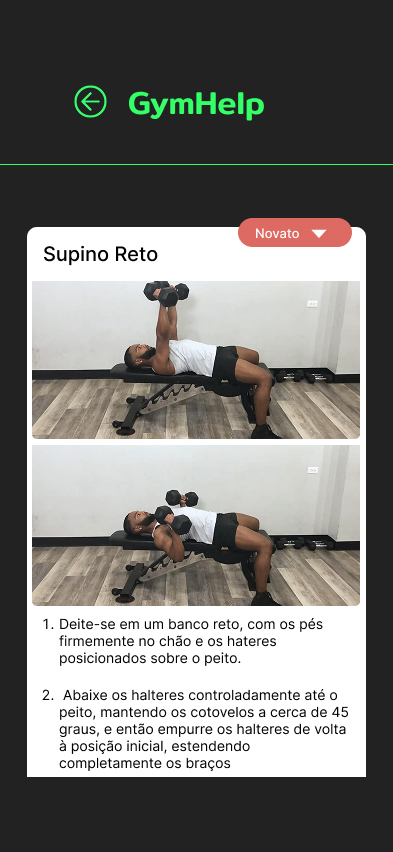 GymHelp
Novato
Supino Reto
1. Deite-se em um banco reto, com os pés
firmemente no chão e os hateres
posicionados sobre o peito.
2. Abaixe os halteres controladamente até o
peito, mantendo os cotovelos a cerca de 45
graus, e então empurre os halteres de volta
à posição inicial, estendendo
completamente os braços